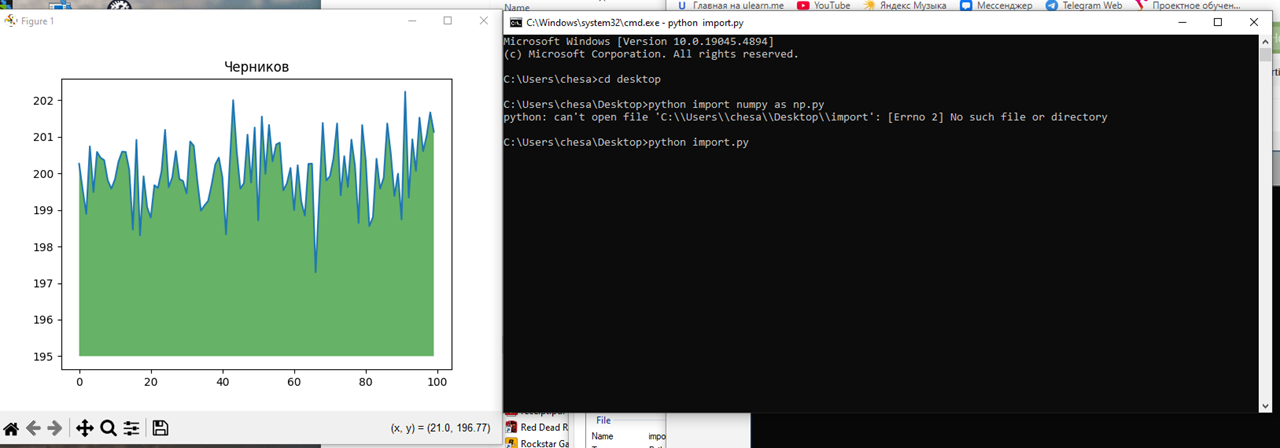 Figure 1
Черников
202
201
200
199
198
197
196
195
0
20
40
60
80
100
(x, y) = (21.0, 196.77)
Name
Главная на ulearn.me
YouTube
Яндекс Музыка
Мессенджер
Telegram Web
Проектное обучен...
C:\Windows\system32\cmd.exe - python import.py
Microsoft Windows [Version 10.0.19045.4894]
(c) Microsoft Corporation. All rights reserved.
C:\Users\chesa>cd desktop
C:\Users\chesa\Desktop>python import numpy as np.py
python: can't open file 'C:\\Users\\chesa\\Desktop\\import': [Errno 2] No such file or directory
C:\Users\chesa\Desktop>python import.py
Red Dead R
Rockstar Ga
File
Name impo